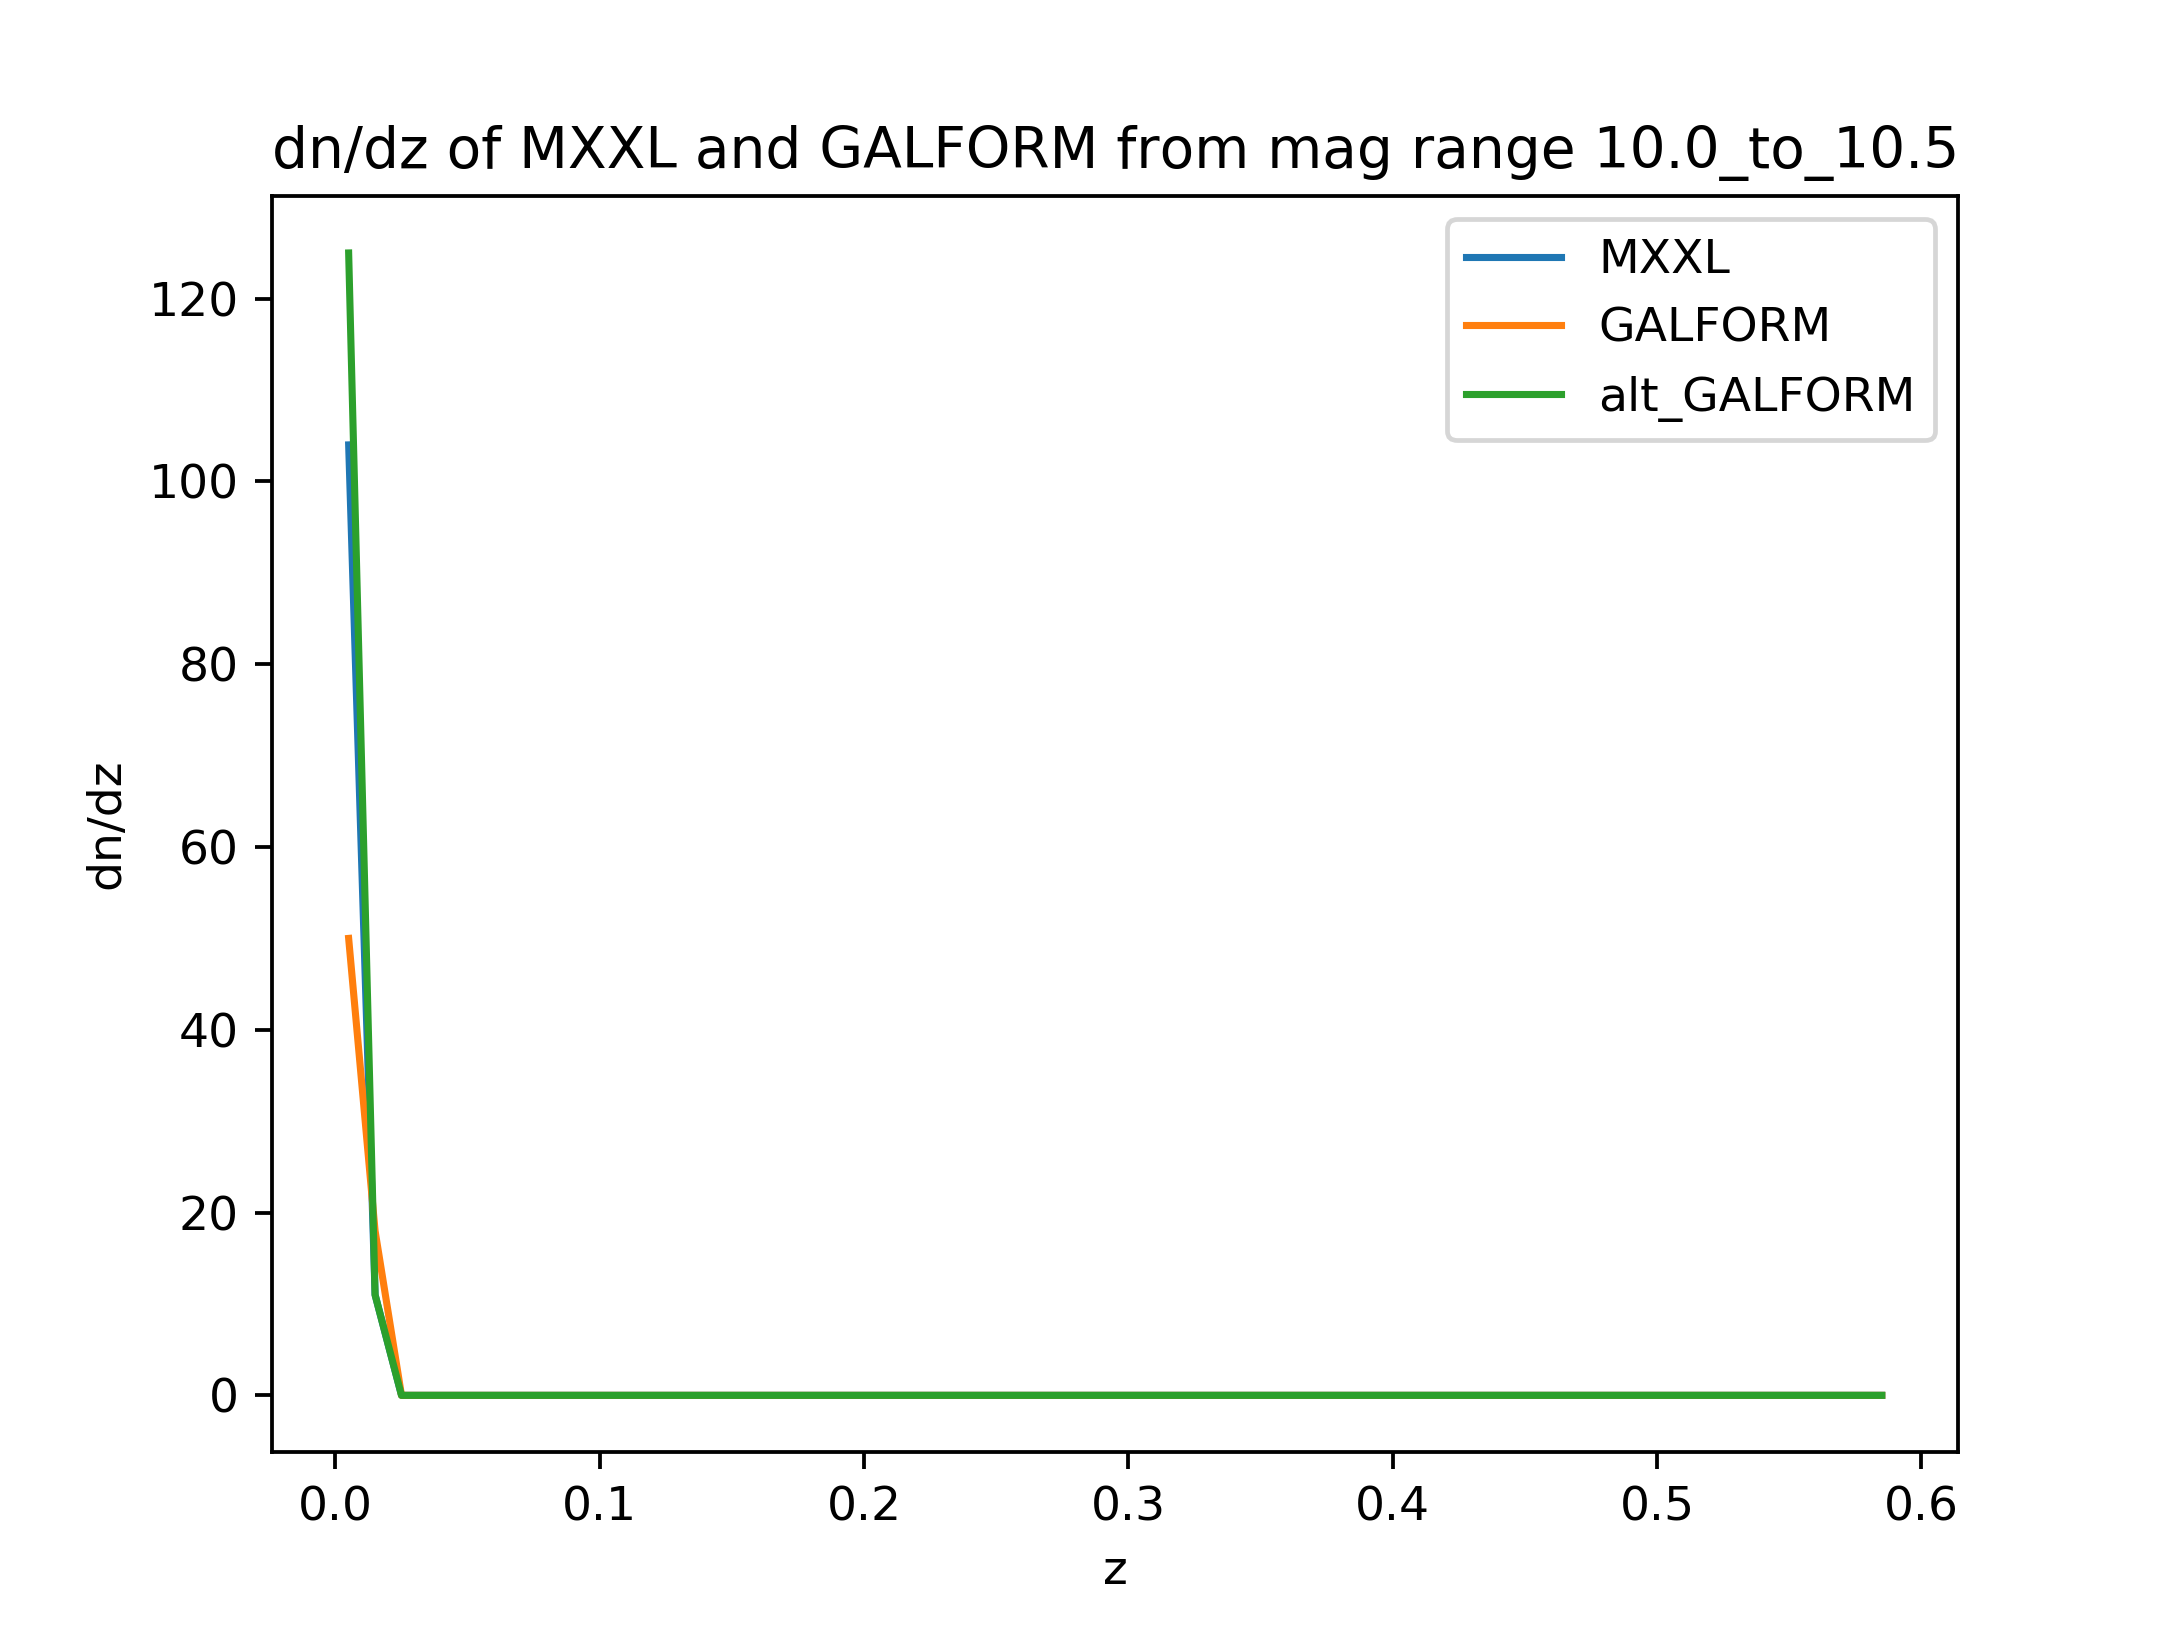 dn/dz of MXXL and GALFORM from mag range 10.0_to_10.5
MXXL
GALFORM
alt_GALFORM
dn/dz
120
100
80
60
40
20
0
0.0 0.1 0.2 0.3 0.4 0.5 0.6
z